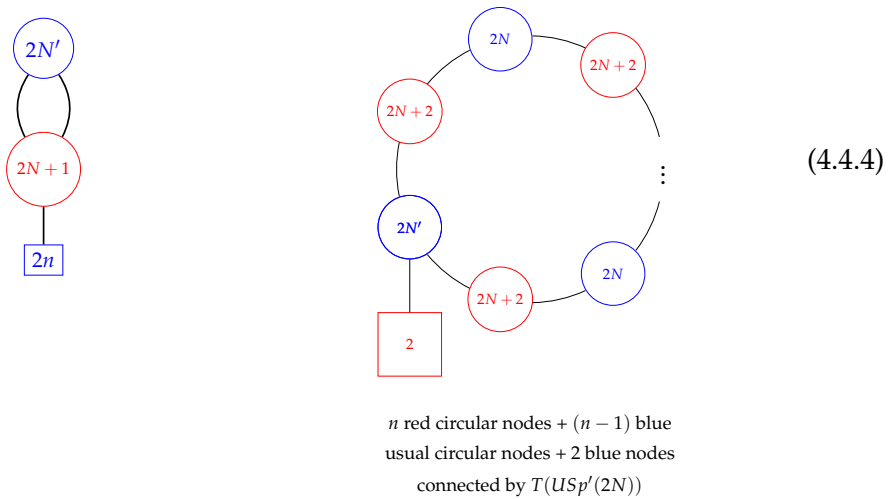 2N′
2N + 1
2n
2N
2N + 2
2N + 2
2N′
2N + 2
2N
2
⋮
(4.4.4)
n red circular nodes + (n − 1) blue
usual circular nodes + 2 blue nodes
connected by T(USp′(2N))